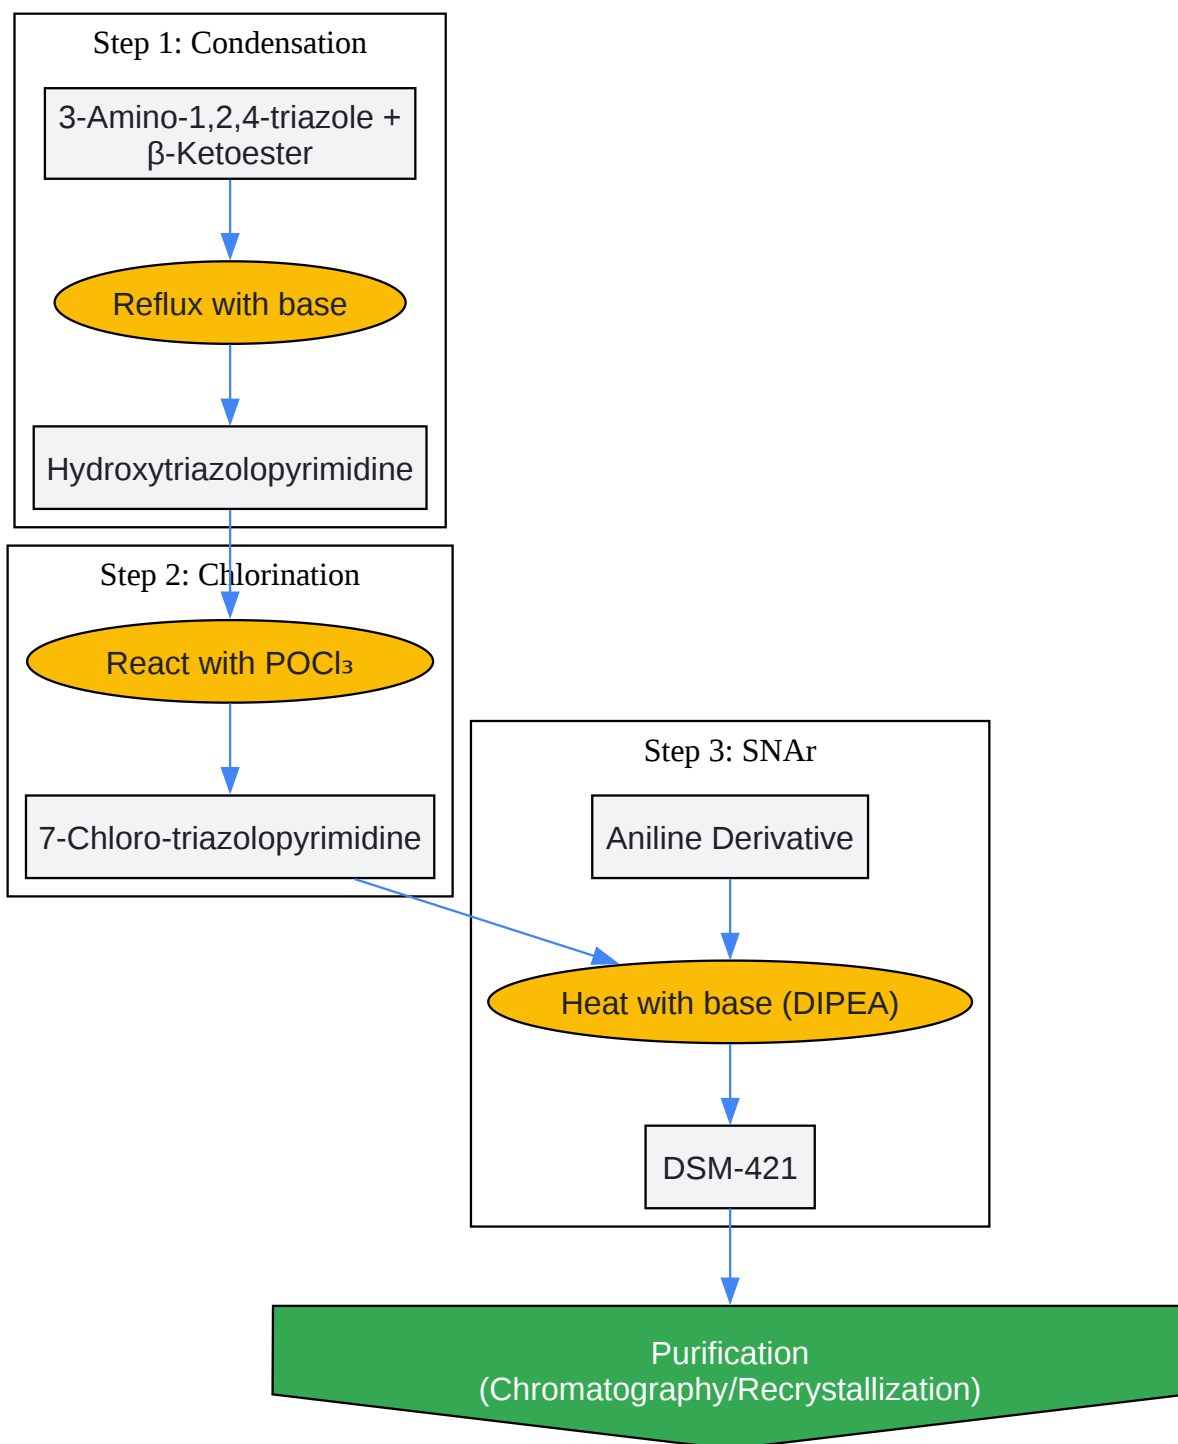 Step 1: Condensation
3-Amino-1,2,4-triazole +
β-Ketoester
Reflux with base
Hydroxytriazolopyrimidine
Step 2: Chlorination
React with POCl₃
7-Chloro-triazolopyrimidine
Step 3: SNAr
Aniline Derivative
Heat with base (DIPEA)
DSM-421
Purification
(Chromatography/Recrystallization)